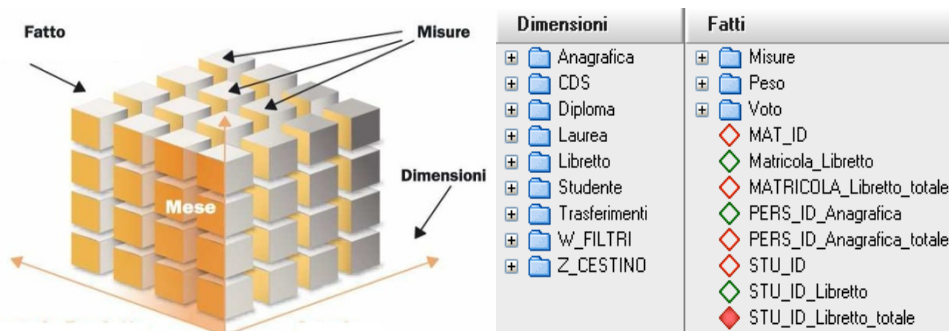 Fatto
Misure
Mese
Dimensioni
Dimensioni
Anagrafica
CDS
Diploma
Laurea
Libretto
Studente
Trasferimenti
W_FILTRI
Z_CESTINO
Fatti
Misure
Peso
Voto
MAT_ID
Matricola_Libretto
MATRICOLA_Libretto_totale
PERS_ID_Anagrafica
PERS_ID_Anagrafica_totale
STU_ID
STU_ID_Libretto
STU_ID_Libretto_totale